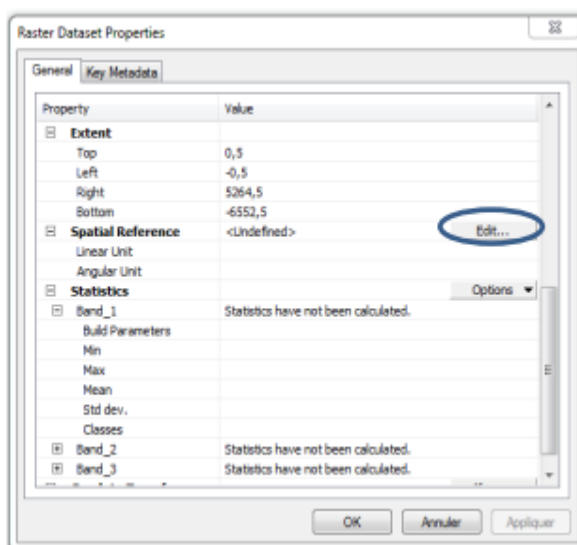 Raster Dataset Properties
General Key Metadata
Property Value
Extent
Top 0,5
Left -0,5
Right 5264,5
Bottom -6552,5
Spatial Reference <Undefined> Edit...
Linear Unit
Angular Unit
Statistics Options
Band_1 Statistics have not been calculated.
Build Parameters
Min
Max
Mean
Std dev.
Classes
Band_2 Statistics have not been calculated.
Band_3 Statistics have not been calculated.
OK Annuler Appliquer